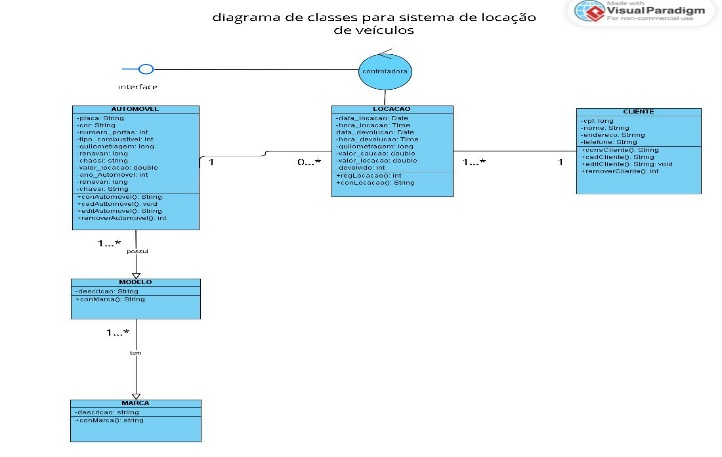 diagrama de classes para sistema de locação
de veículos
Made with
VisualParadigm
For non-commercial use
interface
controladora
AUTOMOVEL
-placa: String
-cor: String
-numero_portas: int
-tipo_combustivel: int
-quilometragem: long
-renavan: long
-chassi: string
-valor_locacao: double
-ano_Automovel: int
-renavan: long
-chassi: String
+conAutomovel(): String
+cadAutomovel(): void
+editAutomovel(): String
+removerAutomovel(): int
LOCACAO
-data_locacao: Date
-hora_locacao: Time
data_devolucao: Date
-hora_devolucao: Time
-quilometragem: long
-valor_caucao: double
-valor_locacao: double
-devolvido: int
+regLocacao(): int
+conLocacao(): String
CLIENTE
-cpf: long
-nome: String
-endereco: String
-telefone: String
+consCliente(): String
+cadCliente(): String
+editCliente(): String: void
+removerCliente(): int
1
0...*
1...*
1
1...*
possui
MODELO
-descricao: String
+conMarca(): String
1...*
tem
MARCA
-descricao: string
+conMarca(): string